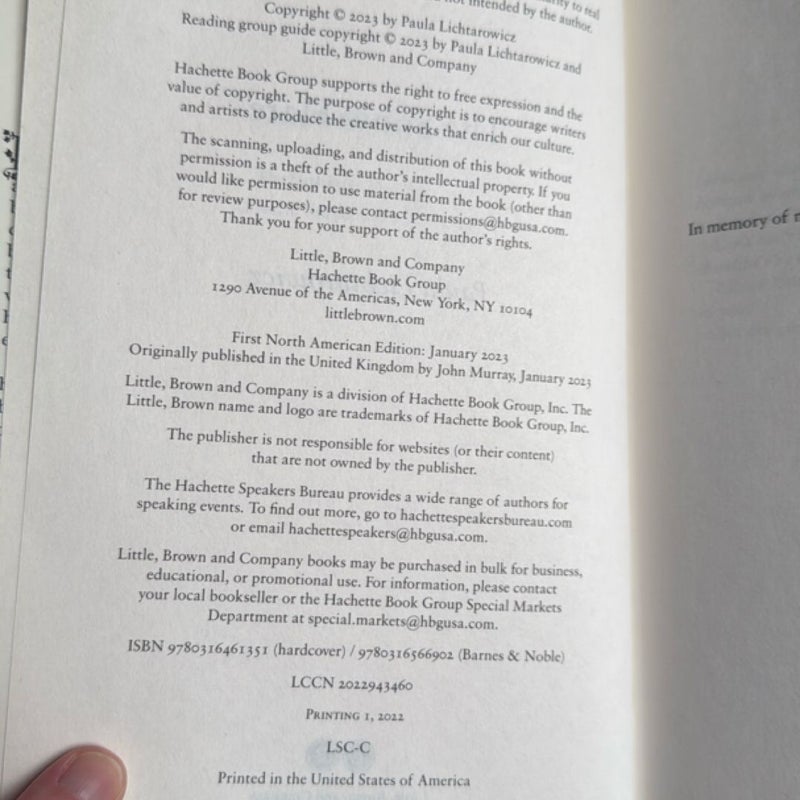 to real
not intended by the author.
Copyright © 2023 by Paula Lichtarowicz
Reading group guide copyright © 2023 by Paula Lichtarowicz and
Little, Brown and Company
Hachette Book Group supports the right to free expression and the
value of copyright. The purpose of copyright is to encourage writers
and artists to produce the creative works that enrich our culture.
The scanning, uploading, and distribution of this book without
permission is a theft of the author's intellectual property. If you
would like permission to use material from the book (other than
for review purposes), please contact permissions@hbgusa.com.
Thank you for your support of the author's rights.
Little, Brown and Company
Hachette Book Group
1290 Avenue of the Americas, New York, NY 10104
littlebrown.com
First North American Edition: January 2023
Originally published in the United Kingdom by John Murray, January 2023
Little, Brown and Company is a division of Hachette Book Group, Inc. The
Little, Brown name and logo are trademarks of Hachette Book Group, Inc.
The publisher is not responsible for websites (or their content)
that are not owned by the publisher.
The Hachette Speakers Bureau provides a wide range of authors for
speaking events. To find out more, go to hachettespeakersbureau.com
or email hachettespeakers@hbgusa.com.
Little, Brown and Company books may be purchased in bulk for business,
educational, or promotional use. For information, please contact
your local bookseller or the Hachette Book Group Special Markets
Department at special.markets@hbgusa.com.
ISBN 9780316461351 (hardcover) / 9780316566902 (Barnes & Noble)
LCCN 2022943460
Printing 1, 2022
LSC-C
Printed in the United States of America
In memory of